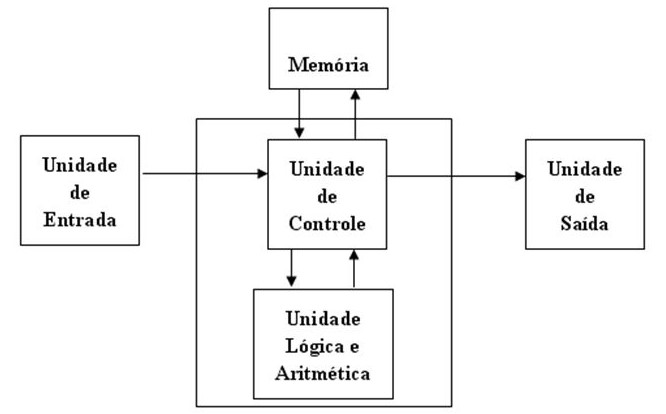 Memória
Unidade
de
Entrada
Unidade
de
Controle
Unidade
de
Saída
Unidade
Lógica e
Aritmética